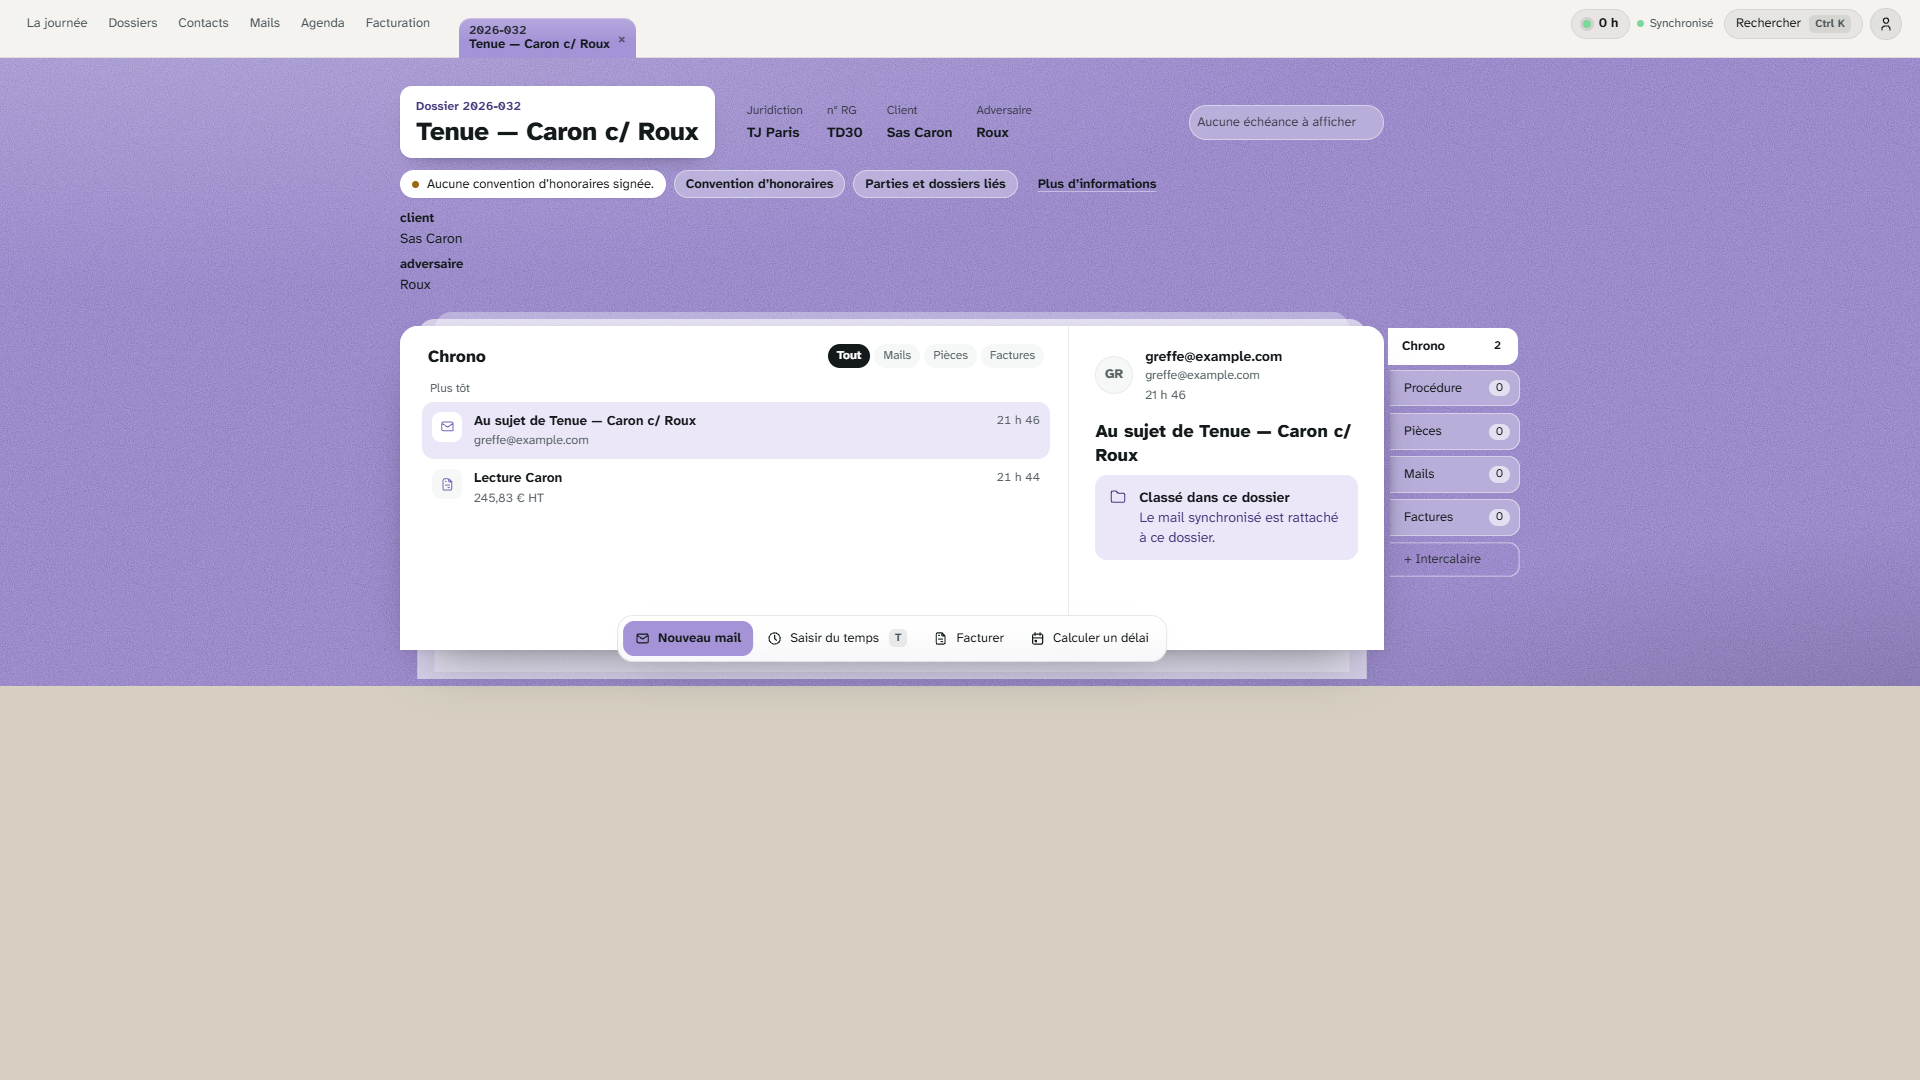 La journée
Dossiers
Contacts
Mails
Agenda
Facturation
2026-032
Tenue — Caron c/ Roux ×
0 h
Synchronisé
Rechercher Ctrl K
Dossier 2026-032
Tenue — Caron c/ Roux
Juridiction
TJ Paris
n° RG
TD30
Client
Sas Caron
Adversaire
Roux
Aucune échéance à afficher
Aucune convention d’honoraires signée.
Convention d’honoraires
Parties et dossiers liés
Plus d’informations
client
Sas Caron
adversaire
Roux
Chrono
Tout
Mails
Pièces
Factures
Plus tôt
Au sujet de Tenue — Caron c/ Roux 21 h 46
greffe@example.com
Lecture Caron 21 h 44
245,83 € HT
GR
greffe@example.com
greffe@example.com
21 h 46
Au sujet de Tenue — Caron c/
Roux
Classé dans ce dossier
Le mail synchronisé est rattaché
à ce dossier.
Chrono 2
Procédure 0
Pièces 0
Mails 0
Factures 0
+ Intercalaire
Nouveau mail
Saisir du temps T
Facturer
Calculer un délai